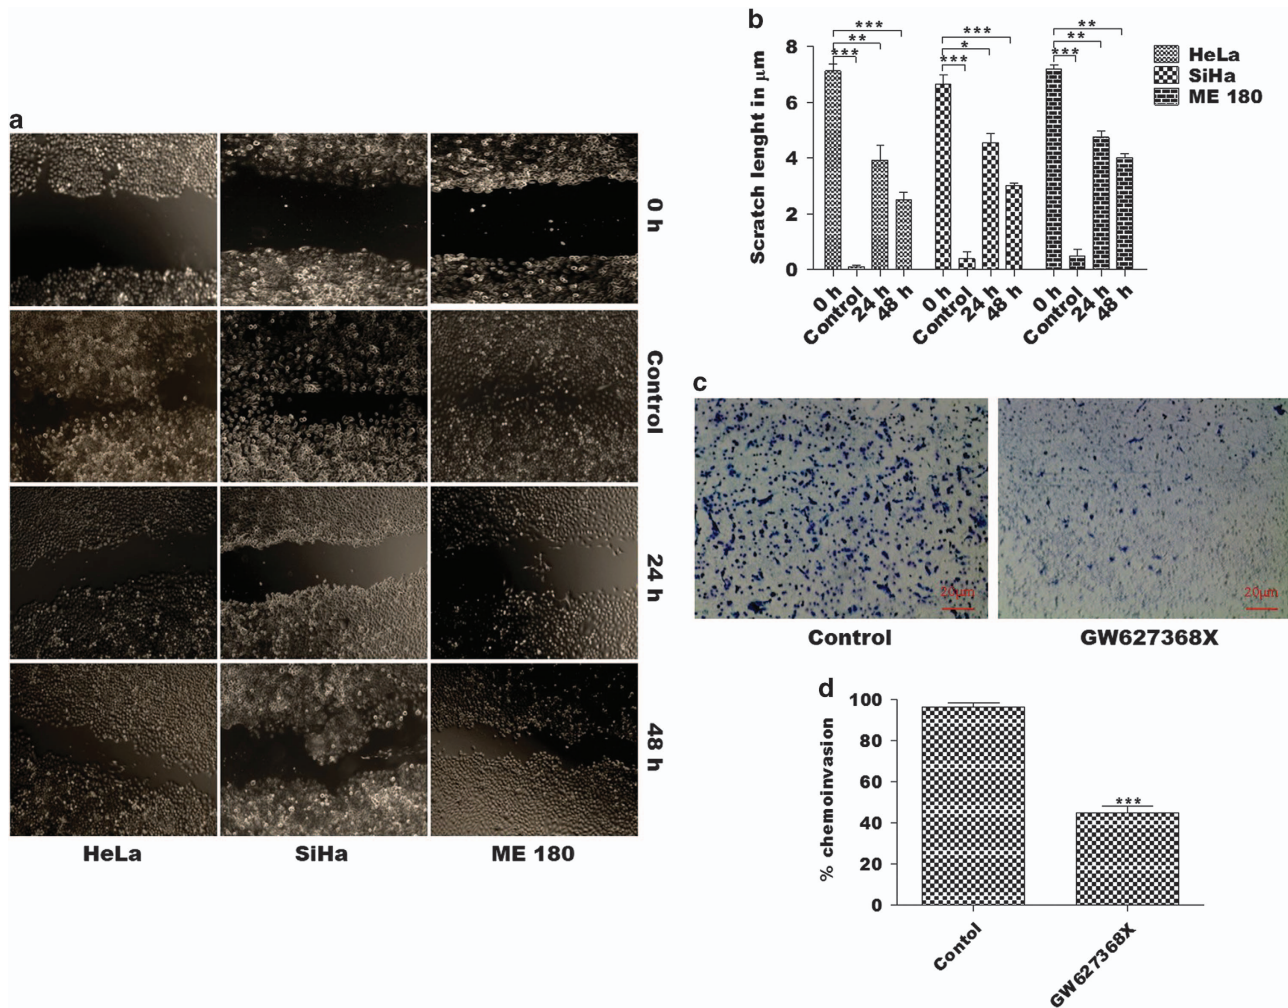 a
0 h
Control
24 h
48 h
HeLa
SiHa
ME 180
b
***
**
***
***
*
***
**
**
***
HeLa
SiHa
ME 180
Scratch lenght in μm
8
6
4
2
0
0 h
Control
24 h
48 h
0 h
Control
24 h
48 h
0 h
Control
24 h
48 h
c
20μm
20μm
Control
GW627368X
d
% chemoinvasion
100
80
60
40
20
0
***
Contol
GW627368X